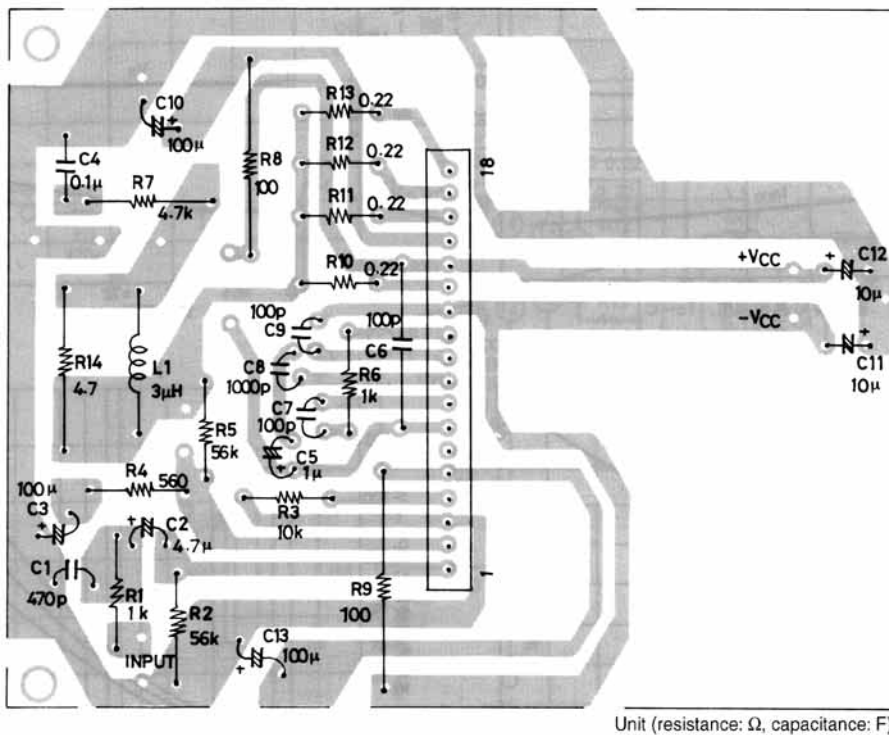 R13
0.22
C10
+
100μ
18
R12
0.22
R8
100
C4
0.1μ
R7
4.7k
R11
0.22
+VCC
+
C12
10μ
R10
0.22
100p
100p
C9
C6
-VCC
+
C11
10μ
R14
4.7
L1
3μH
C8
1000p
R6
1k
C7
100p
R5
56k
+
C5
1μ
R4
560
100μ
C3
+
+
C2
4.7μ
R3
10k
C1
470p
R1
1k
R9
100
1
R2
56k
C13
+
100μ
INPUT
Unit (resistance: Ω, capacitance: F)